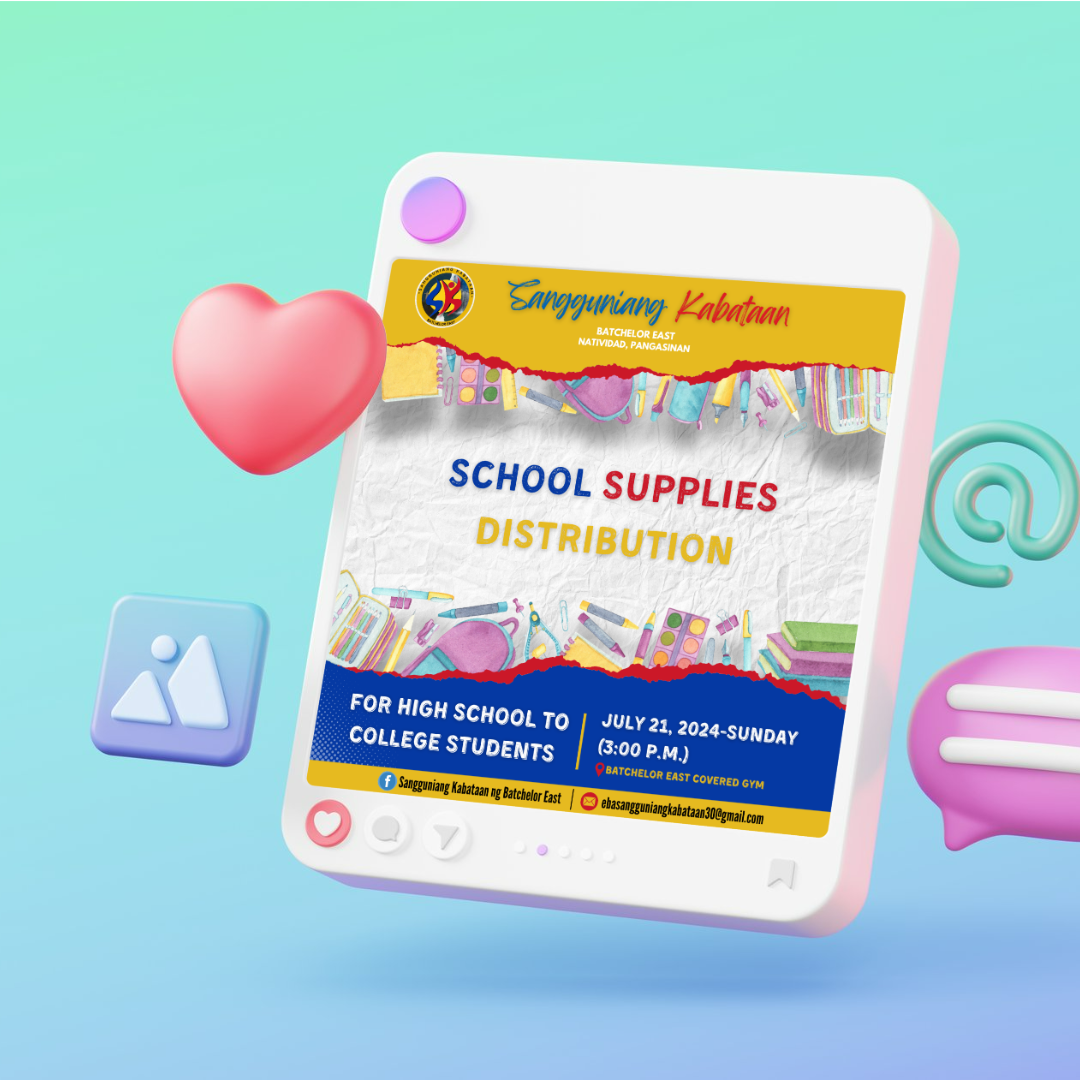 Sangguniang Kabataan
BATCHELOR EAST
NATIVIDAD, PANGASINAN
SCHOOL SUPPLIES
DISTRIBUTION
FOR HIGH SCHOOL TO
COLLEGE STUDENTS
JULY 21, 2024-SUNDAY
(3:00 P.M.)
BATCHELOR EAST COVERED GYM
Sangguniang Kabataan ng Batchelor East
ebasangguniangkabataan30@gmail.com
@